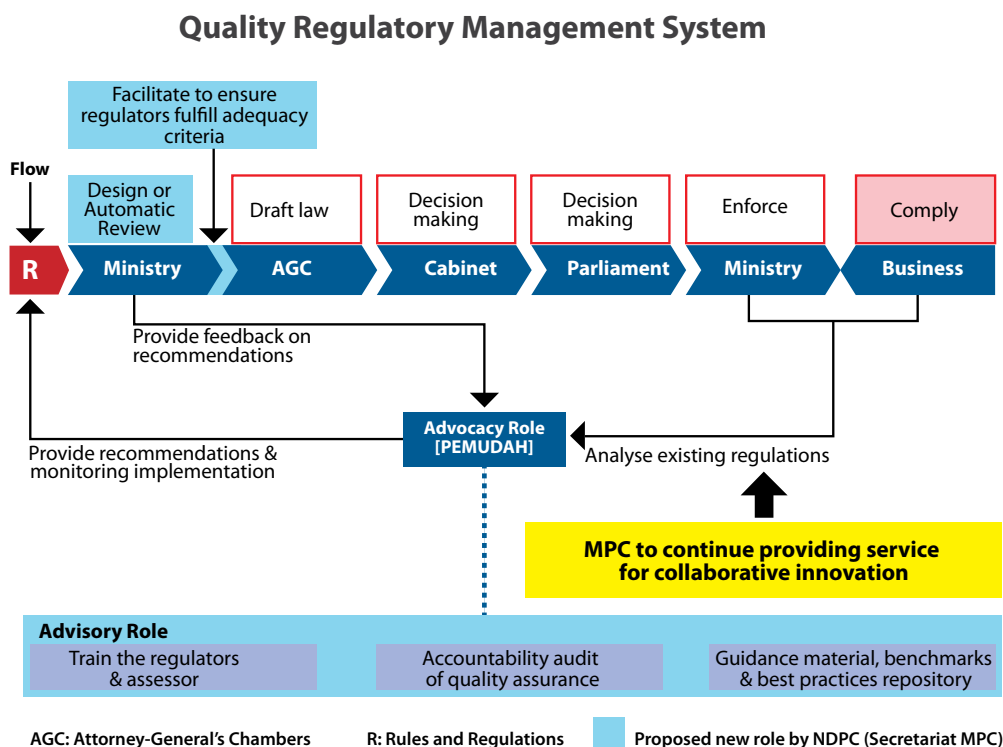 Quality Regulatory Management System
Facilitate to ensure
regulators fulfill adequacy
criteria
Flow
Design or
Automatic
Review
Draft law
Decision
making
Decision
making
Enforce
Comply
R
Ministry
AGC
Cabinet
Parliament
Ministry
Business
Provide feedback on
recommendations
Advocacy Role
[PEMUDAH]
Provide recommendations &
monitoring implementation
Analyse existing regulations
MPC to continue providing service
for collaborative innovation
Advisory Role
Train the regulators
& assessor
Accountability audit
of quality assurance
Guidance material, benchmarks
& best practices repository
AGC: Attorney-General's Chambers
R: Rules and Regulations
Proposed new role by NDPC (Secretariat MPC)